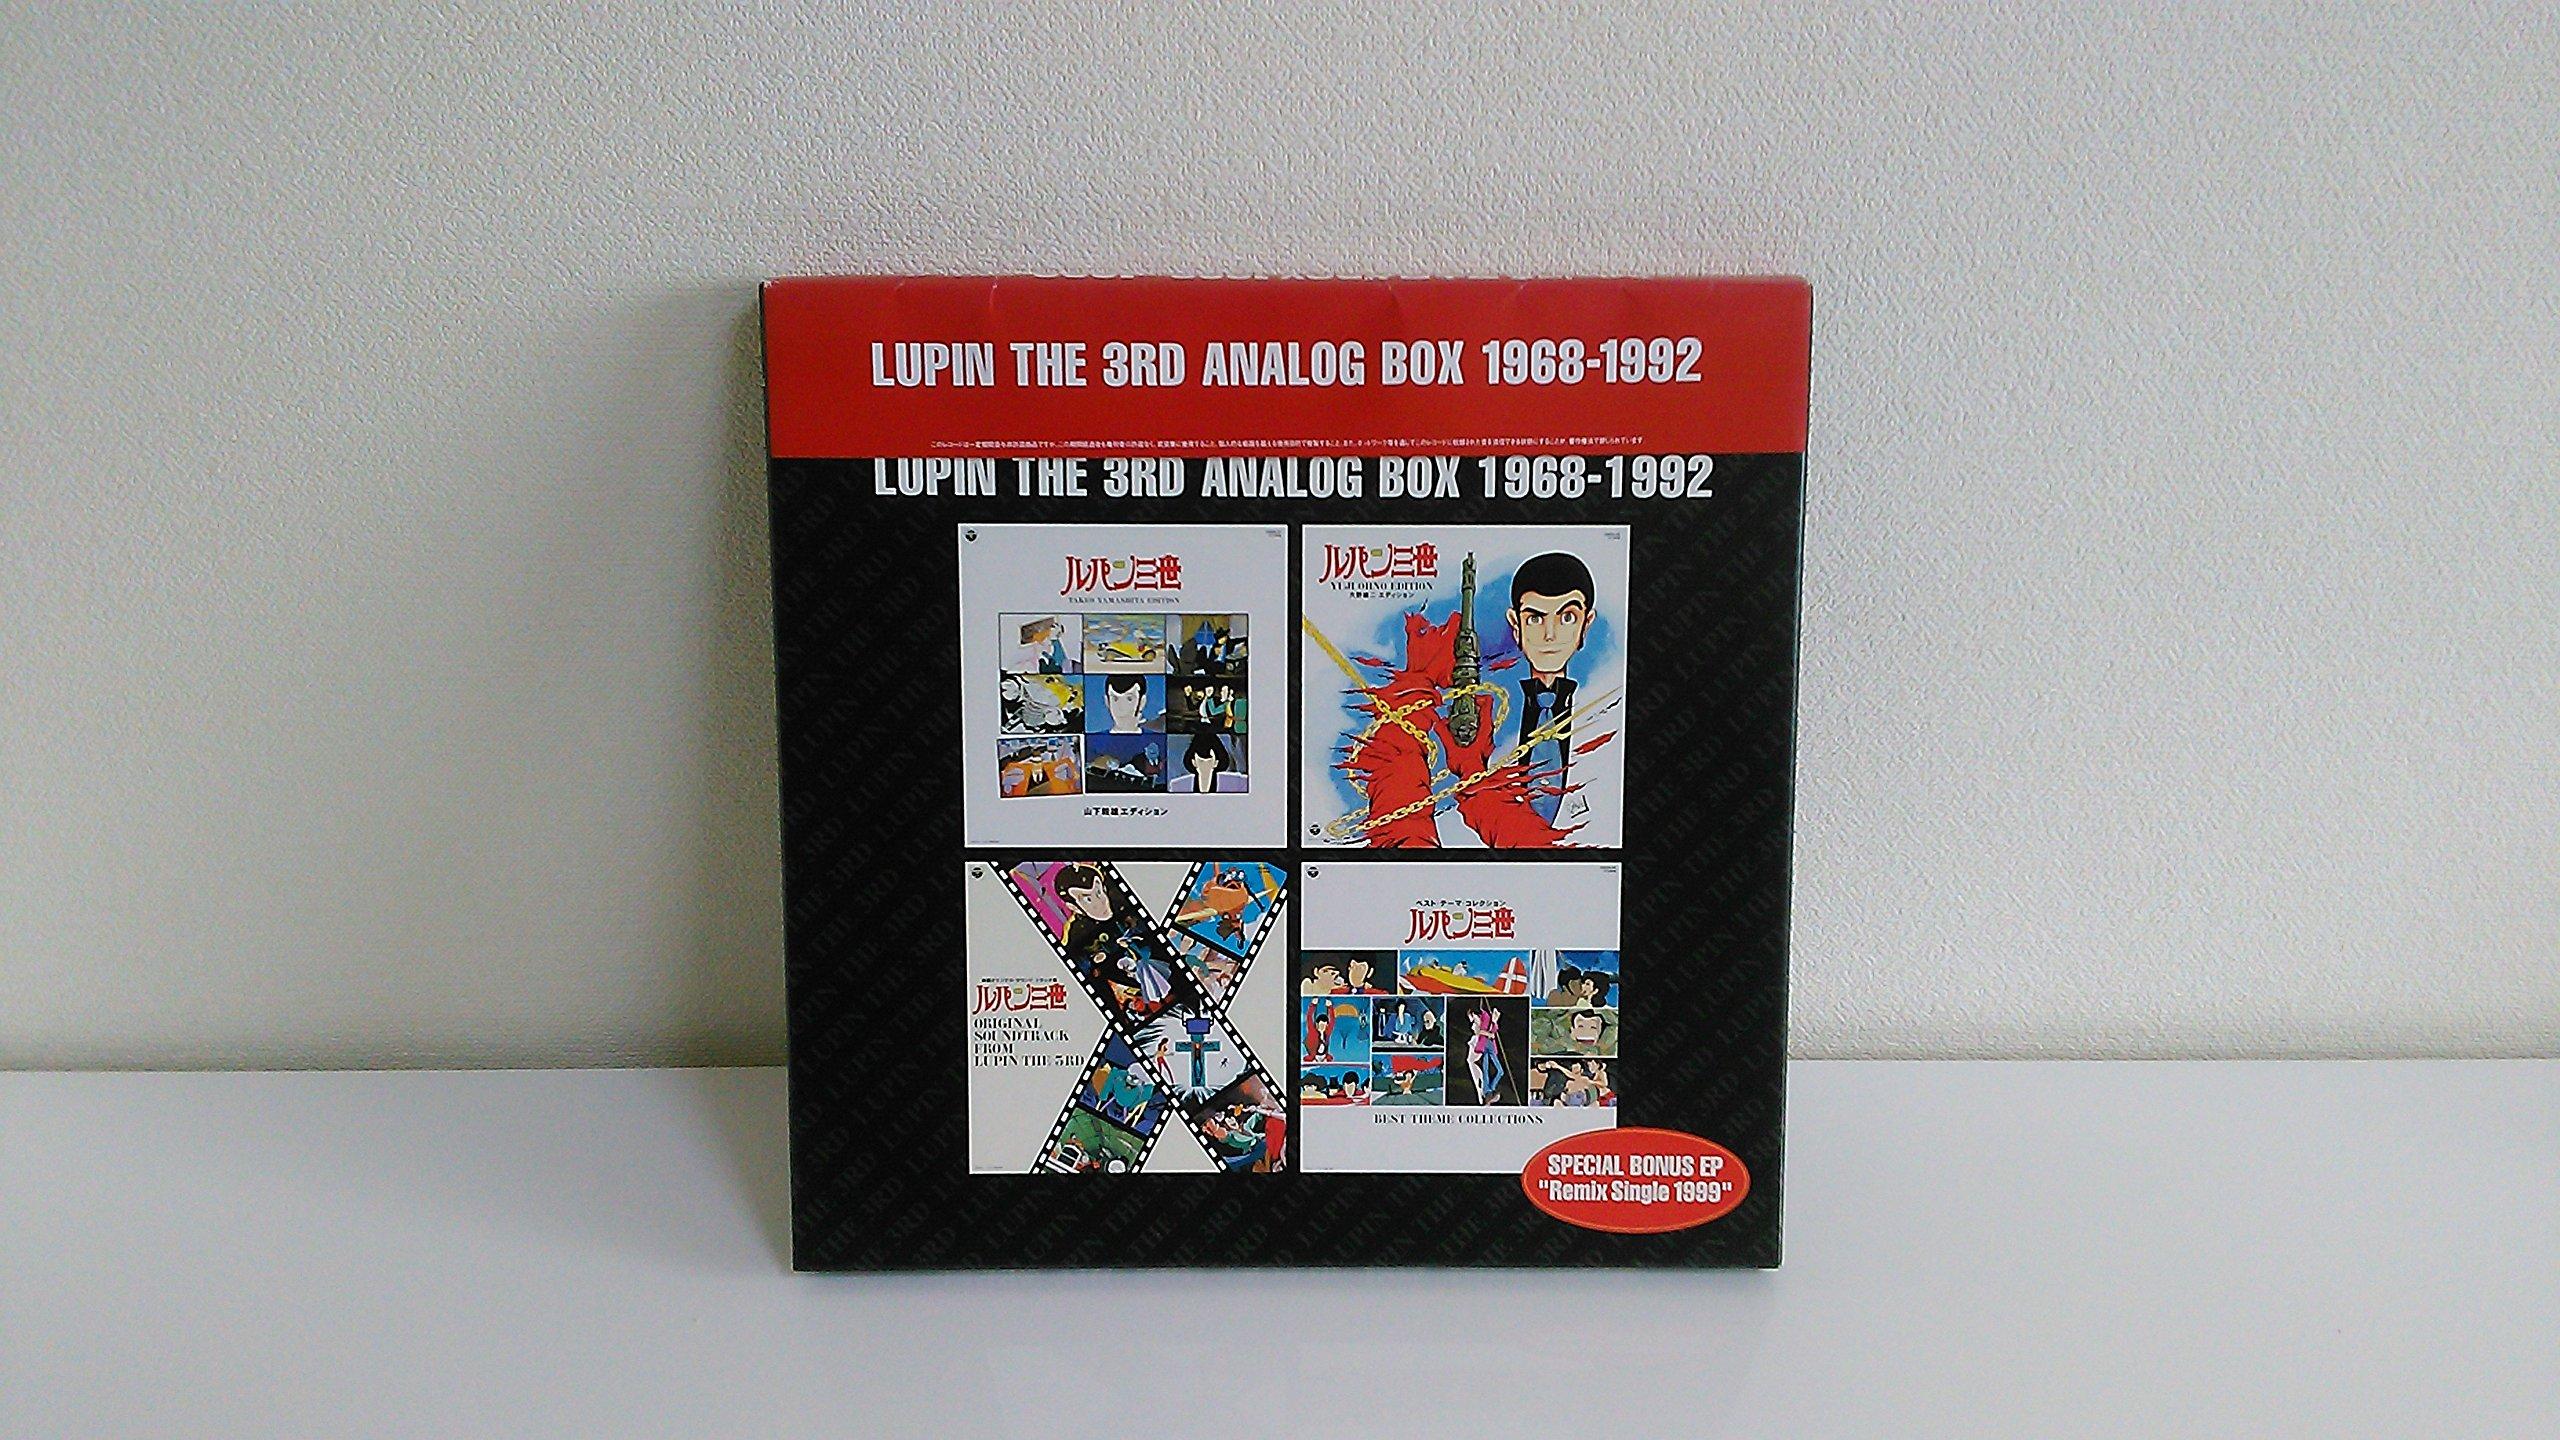 LUPIN THE 3RD ANALOG BOX 1968-1992
LUPIN THE 3RD ANALOG BOX 1968-1992
ルパン三世
TAKEO YAMASHITA EDITION
山下毅雄エディション
ルパン三世
YUJI OHNO EDITION
大野雄二エディション
ルパン三世
ORIGINAL
SOUNDTRACK
FROM
LUPIN THE 3RD
ベスト・テーマ・コレクション
ルパン三世
BEST THEME COLLECTIONS
SPECIAL BONUS EP
"Remix Single 1999"